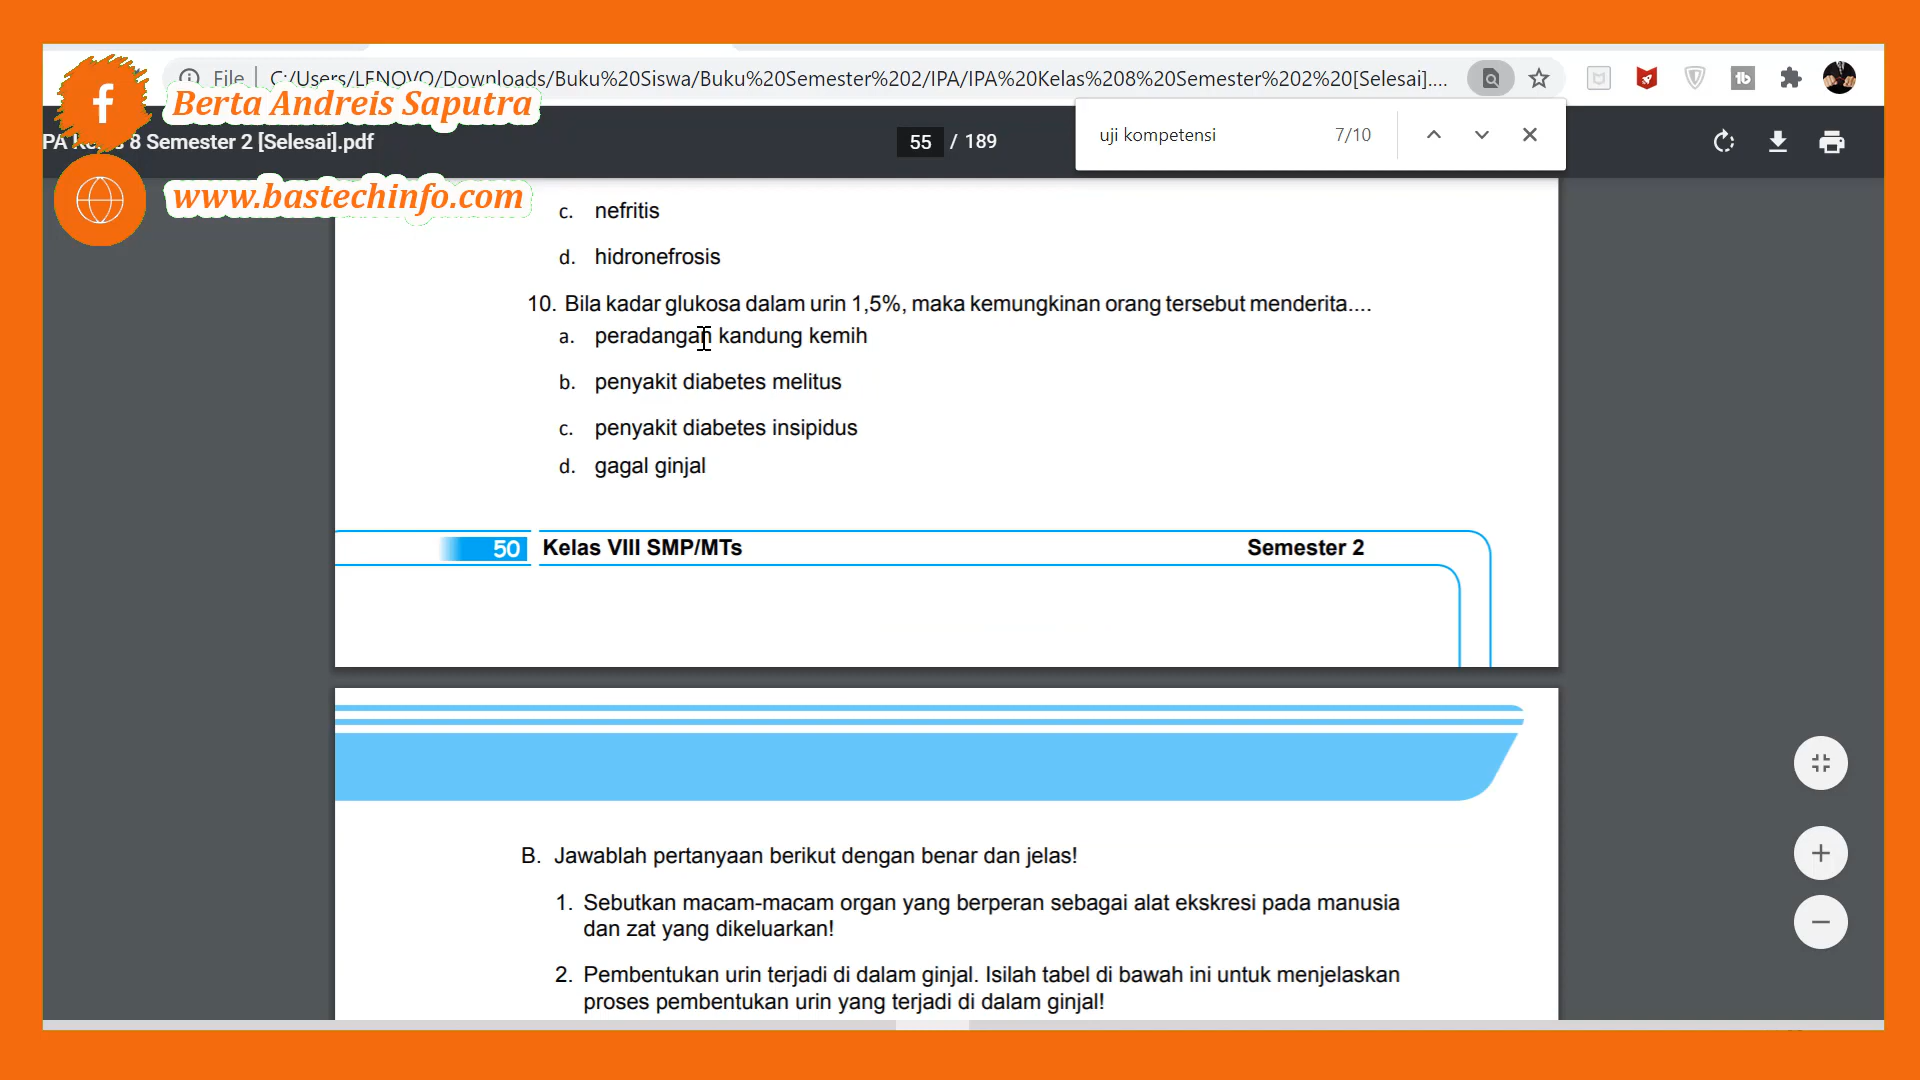 File
C:/Users/LENOVO/Downloads/Buku%20Siswa/Buku%20Semester%202/IPA/IPA%20Kelas%208%20Semester%202%20[Selesai]....
Berta Andreis Saputra
8 Semester 2 [Selesai].pdf
55 / 189
uji kompetensi
7/10
www.bastechinfo.com
c. nefritis
d. hidronefrosis
10. Bila kadar glukosa dalam urin 1,5%, maka kemungkinan orang tersebut menderita....
a. peradangan kandung kemih
b. penyakit diabetes melitus
c. penyakit diabetes insipidus
d. gagal ginjal
50 Kelas VIII SMP/MTs Semester 2
B. Jawablah pertanyaan berikut dengan benar dan jelas!
1. Sebutkan macam-macam organ yang berperan sebagai alat ekskresi pada manusia
dan zat yang dikeluarkan!
2. Pembentukan urin terjadi di dalam ginjal. Isilah tabel di bawah ini untuk menjelaskan
proses pembentukan urin yang terjadi di dalam ginjal!